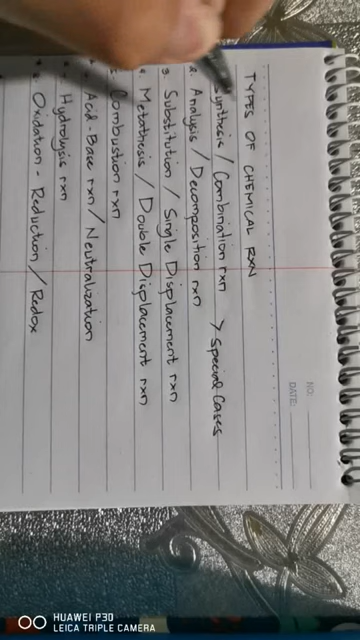 NO:
DATE:
TYPES OF CHEMICAL RXN
Synthesis / Combination rxn > Special Cases
2. Analysis / Decomposition rxn
3. Substitution / Single Displacement rxn
4. Metathesis / Double Displacement rxn
Combustion rxn
Acid-Base rxn / Neutralization
Hydrolysis rxn
Oxidation - Reduction / Redox
HUAWEI P30
LEICA TRIPLE CAMERA